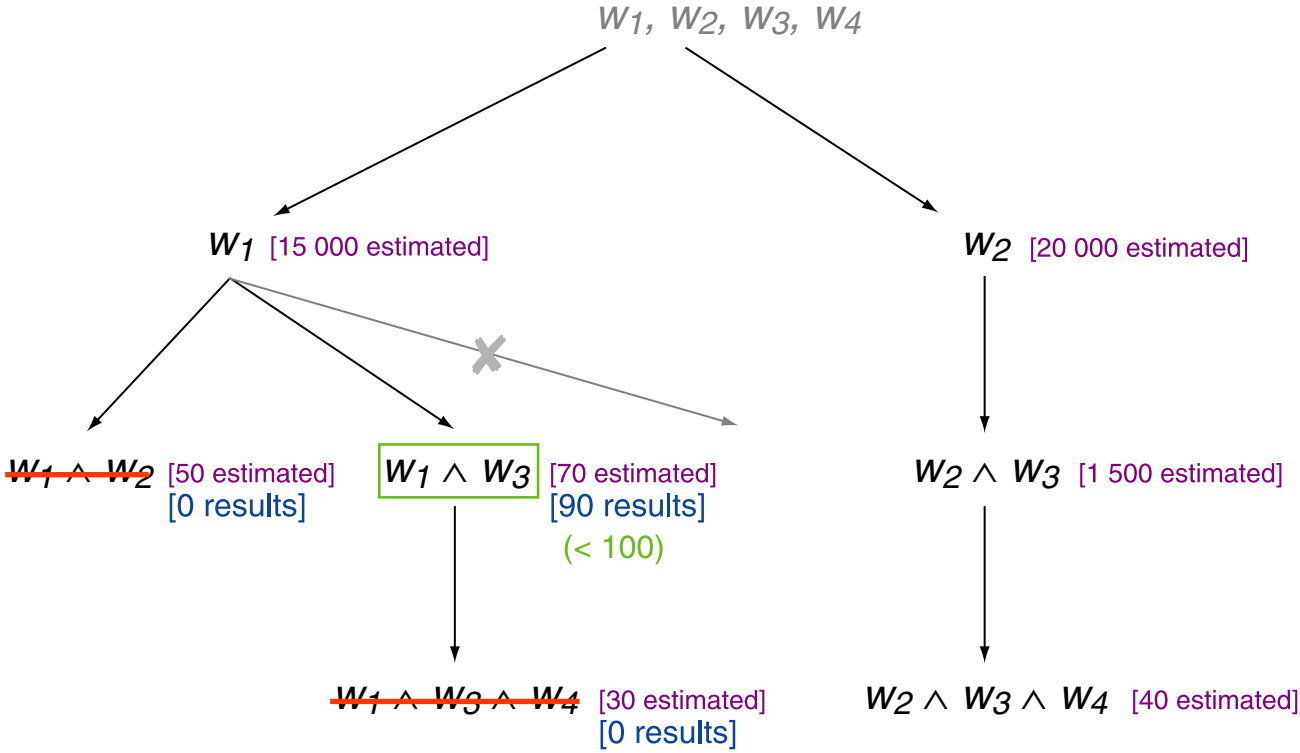 w1, w2, w3, w4
w1 [15 000 estimated]
w2 [20 000 estimated]
w1 ∧ w2 [50 estimated]
[0 results]
w1 ∧ w3 [70 estimated]
[90 results]
(< 100)
w2 ∧ w3 [1 500 estimated]
w1 ∧ w3 ∧ w4 [30 estimated]
[0 results]
w2 ∧ w3 ∧ w4 [40 estimated]